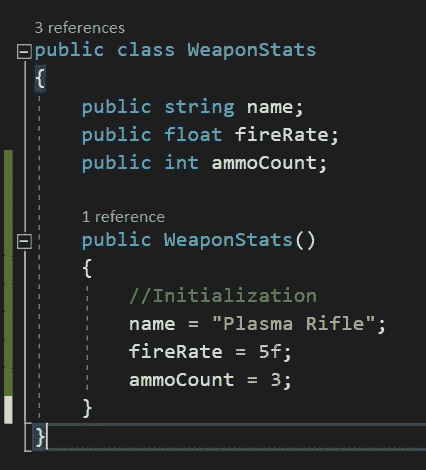 3 references
public class WeaponStats
{
public string name;
public float fireRate;
public int ammoCount;
1 reference
public WeaponStats()
{
//Initialization
name = "Plasma Rifle";
fireRate = 5f;
ammoCount = 3;
}
}